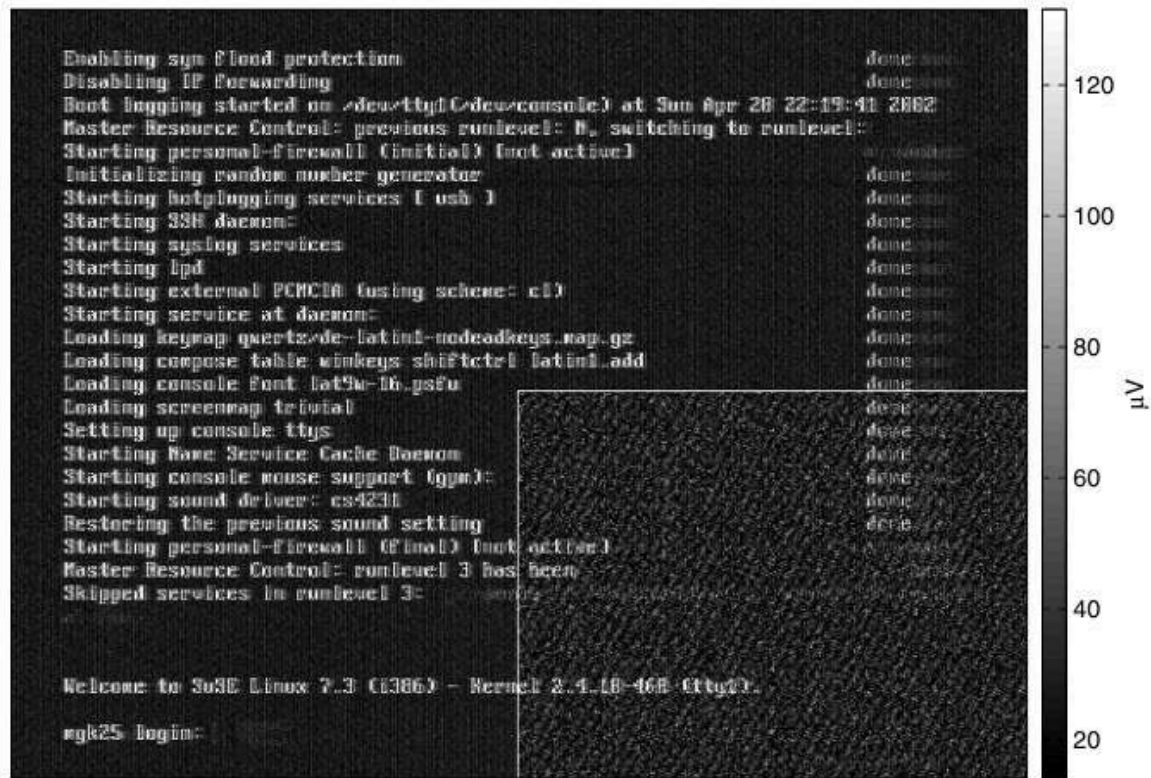 Enabling syn flood protection done
Disabling IP forwarding done
Boot logging started on /dev/tty1(/dev/console) at Sun Apr 28 22:19:41 2002
Master Resource Control: previous runlevel: N, switching to runlevel:
Starting personal-firewall (initial) [not active]
Initializing random number generator done
Starting hotplugging services [ usb ] done
Starting SSH daemon: done
Starting syslog services done
Starting lpd done
Starting external PCMCIA (using scheme: cl) done
Starting service at daemon: done
Loading keymap qwertz/de-latin1-nodeadkeys.map.gz done
Loading compose table winkeys shiftctrl latin1.add done
Loading console font lat9w-16.psfu done
Loading screenmap trivial done
Setting up console ttys done
Starting Name Service Cache Daemon done
Starting console mouse support (gpm): done
Starting sound driver: cs4231 done
Restoring the previous sound setting done
Starting personal-firewall (final) [not active]
Master Resource Control: runlevel 3 has been
Skipped services in runlevel 3:
Welcome to SuSE Linux 7.3 (i386) - Kernel (tty1).
mgk25 login:
120
100
80
60
40
20
µV